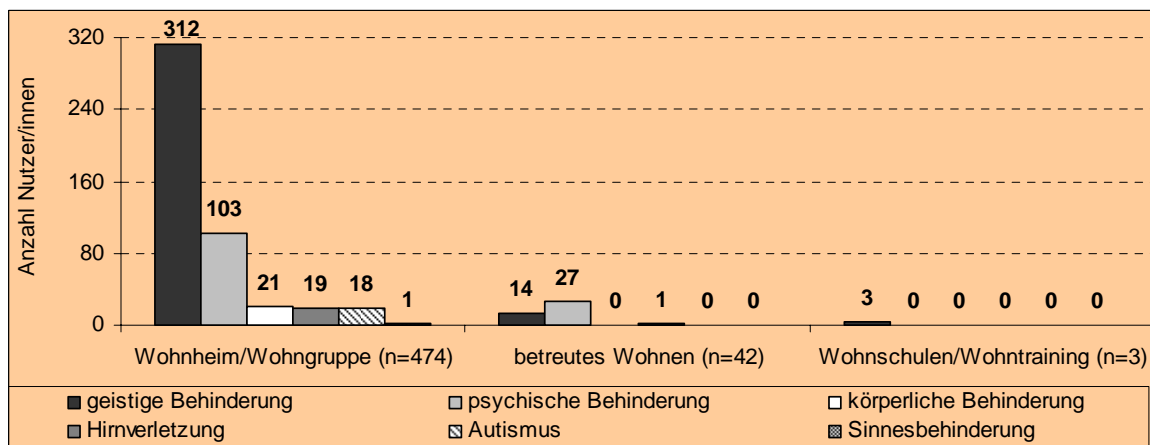 Anzahl Nutzer/innen
320
240
160
80
0
312
103
21
19
18
1
14
27
0
1
0
0
3
0
0
0
0
0
Wohnheim/Wohngruppe (n=474)
betreutes Wohnen (n=42)
Wohnschulen/Wohntraining (n=3)
geistige Behinderung
psychische Behinderung
körperliche Behinderung
Hirnverletzung
Autismus
Sinnesbehinderung